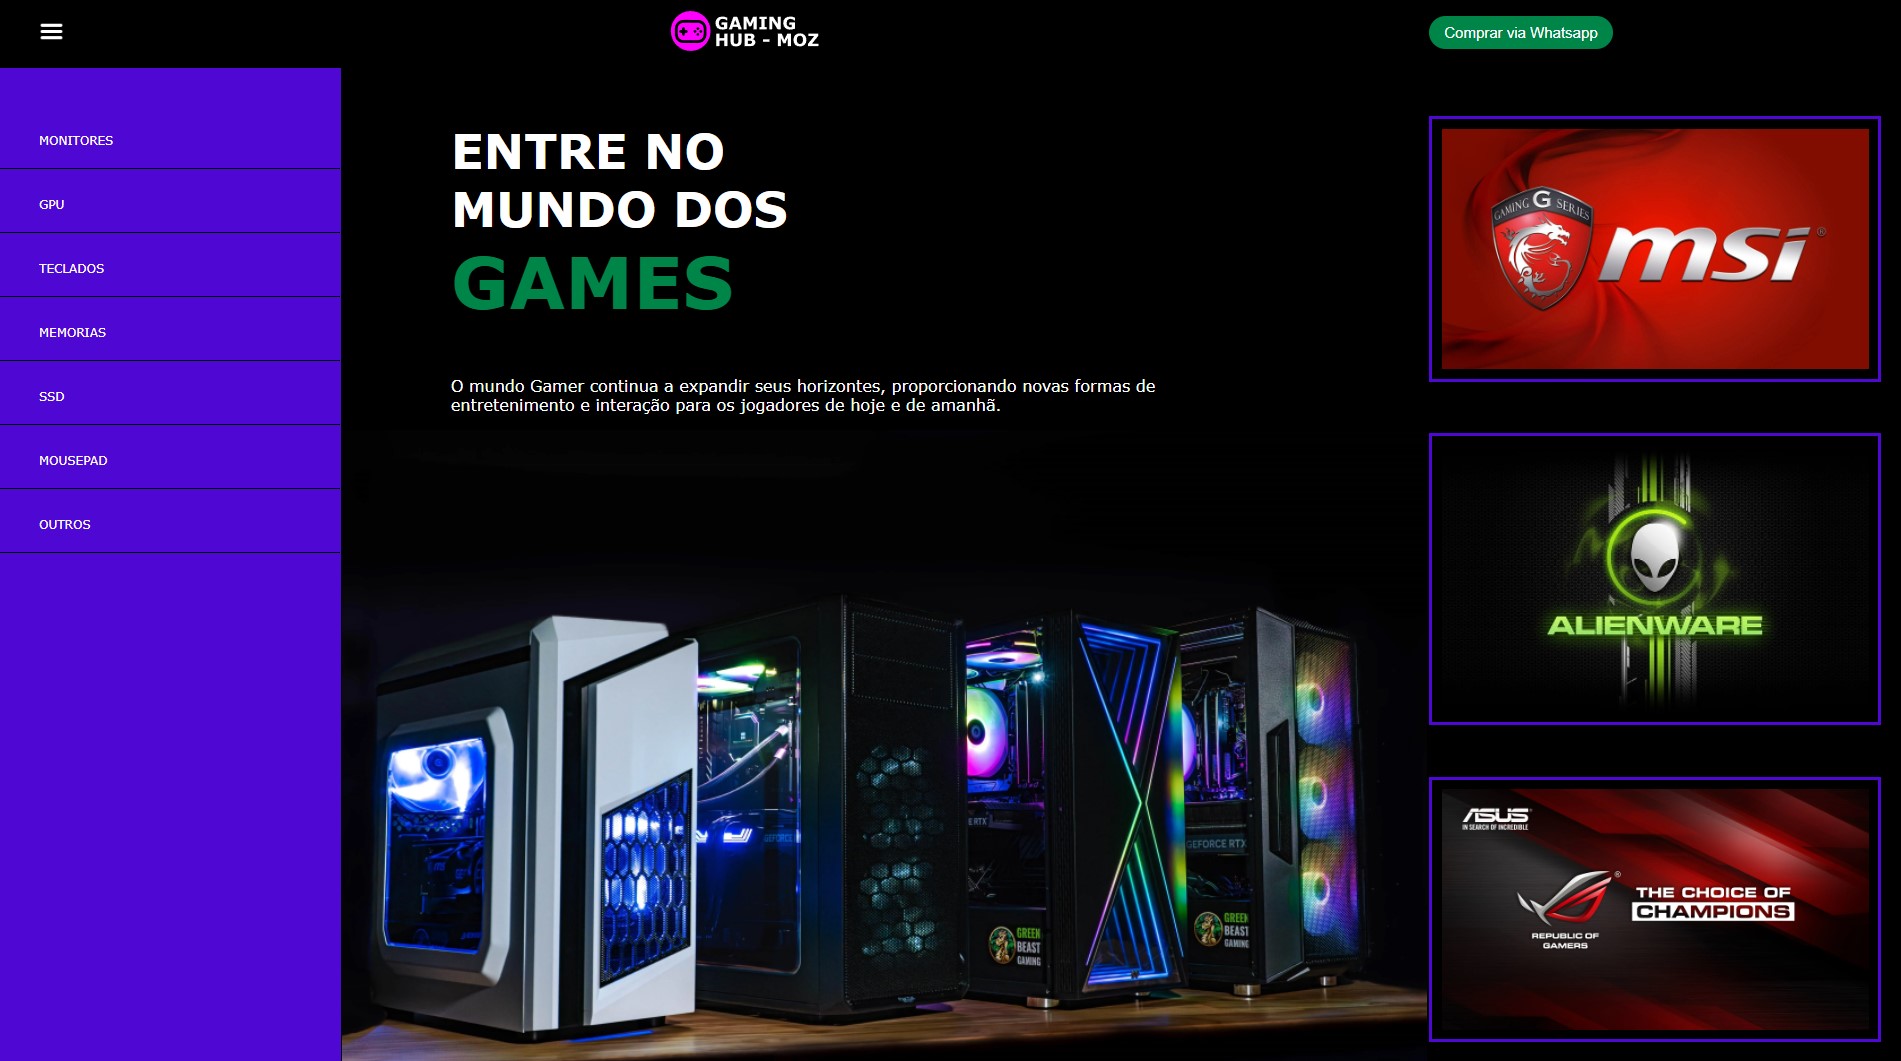 GAMING
HUB - MOZ
Comprar via Whatsapp
MONITORES
GPU
TECLADOS
MEMORIAS
SSD
MOUSEPAD
OUTROS
ENTRE NO
MUNDO DOS
GAMES
O mundo Gamer continua a expandir seus horizontes, proporcionando novas formas de
entretenimento e interação para os jogadores de hoje e de amanhã.
GEFORCE
E RTX
GEFORCE RTX
GREEN
BEAST
GAMING
GREEN
BEAST
GAMING
GAMING G SERIES
msi®
ALIENWARE
ASUS
IN SEARCH OF INCREDIBLE
®
REPUBLIC OF
GAMERS
THE CHOICE OF
CHAMPIONS